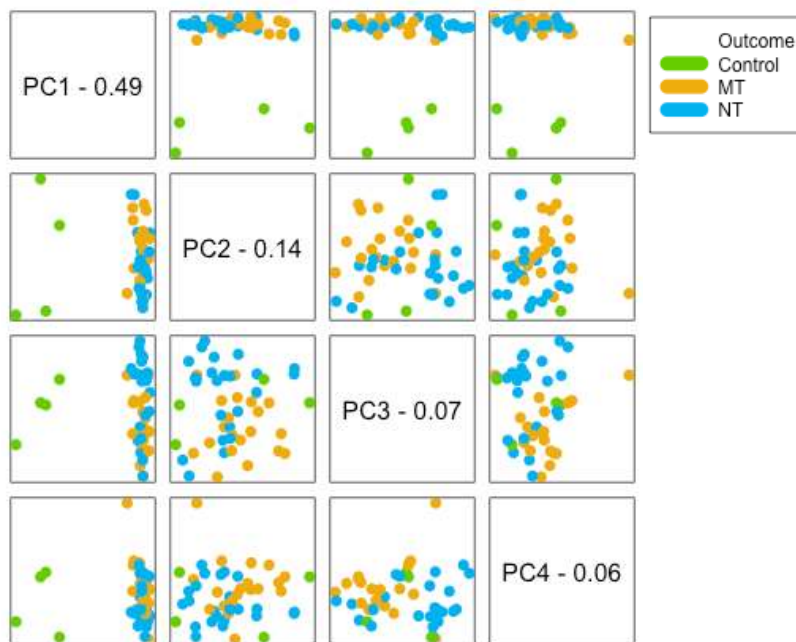 PC1 - 0.49
Outcome
Control
MT
NT
PC2 - 0.14
PC3 - 0.07
PC4 - 0.06